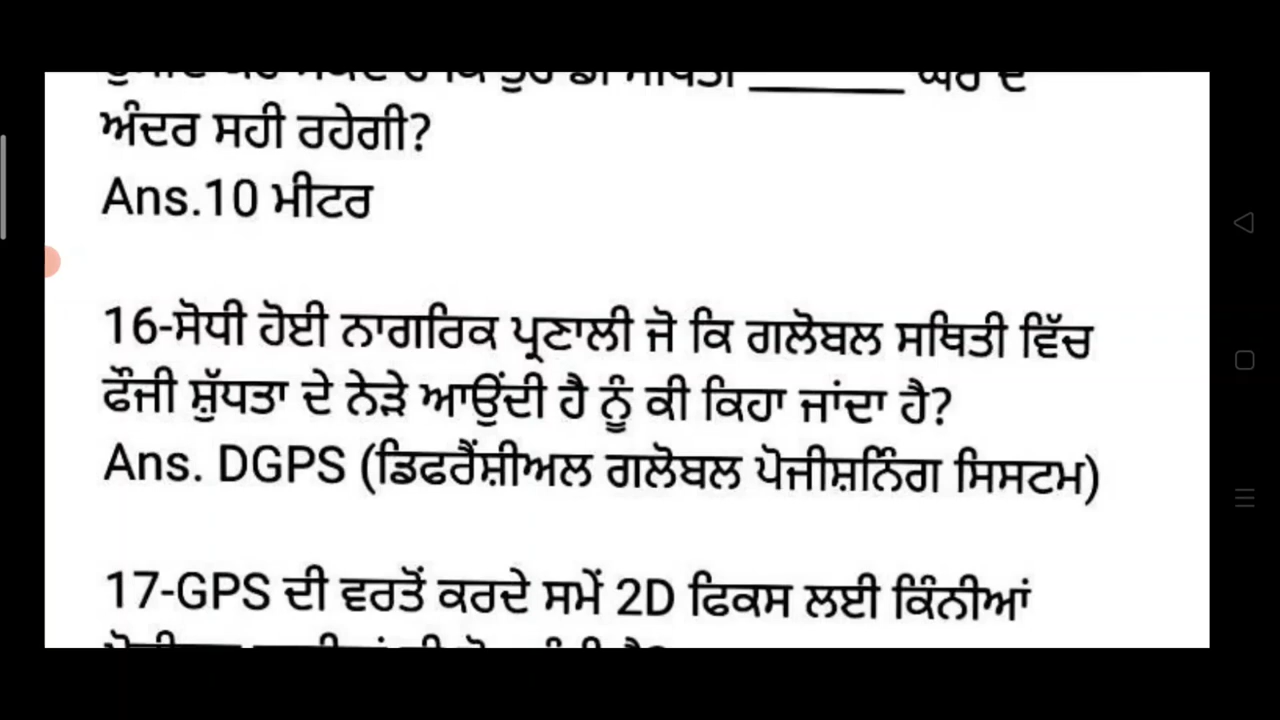 ਅੰਦਰ ਸਹੀ ਰਹੇਗੀ?
Ans.10 ਮੀਟਰ
16-ਸੋਧੀ ਹੋਈ ਨਾਗਰਿਕ ਪ੍ਰਣਾਲੀ ਜੋ ਕਿ ਗਲੋਬਲ ਸਥਿਤੀ ਵਿੱਚ
ਫੌਜੀ ਸ਼ੁੱਧਤਾ ਦੇ ਨੇੜੇ ਆਉਂਦੀ ਹੈ ਨੂੰ ਕੀ ਕਿਹਾ ਜਾਂਦਾ ਹੈ?
Ans. DGPS (ਡਿਫਰੈਂਸ਼ੀਅਲ ਗਲੋਬਲ ਪੋਜੀਸ਼ਨਿੰਗ ਸਿਸਟਮ)
17-GPS ਦੀ ਵਰਤੋਂ ਕਰਦੇ ਸਮੇਂ 2D ਫਿਕਸ ਲਈ ਕਿੰਨੀਆਂ